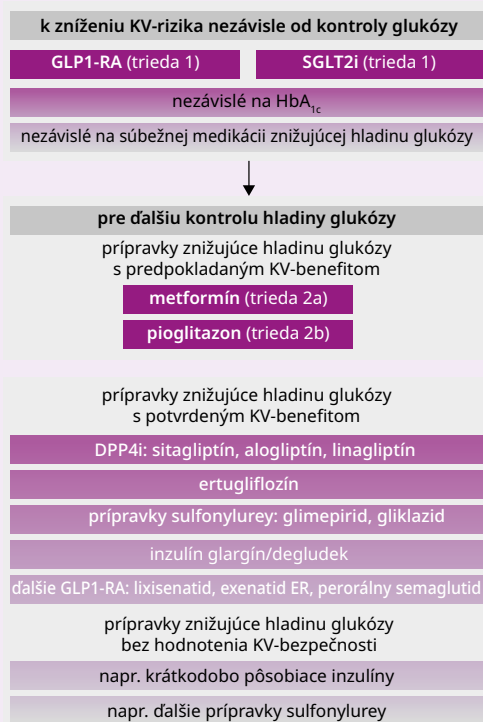 k zníženiu KV-rizika nezávisle od kontroly glukózy
GLP1-RA (trieda 1)
SGLT2i (trieda 1)
nezávislé na HbA1c
nezávislé na súbežnej medikácii znižujúcej hladinu glukózy
pre ďalšiu kontrolu hladiny glukózy
prípravky znižujúce hladinu glukózy
s predpokladaným KV-benefitom
metformín (trieda 2a)
pioglitazon (trieda 2b)
prípravky znižujúce hladinu glukózy
s potvrdeným KV-benefitom
DPP4i: sitagliptín, alogliptín, linagliptín
ertugliflozín
prípravky sulfonylurey: glimepirid, gliklazid
inzulín glargín/degludek
ďalšie GLP1-RA: lixisenatid, exenatid ER, perorálny semaglutid
prípravky znižujúce hladinu glukózy
bez hodnotenia KV-bezpečnosti
napr. krátkodobo pôsobiace inzulíny
napr. ďalšie prípravky sulfonylurey